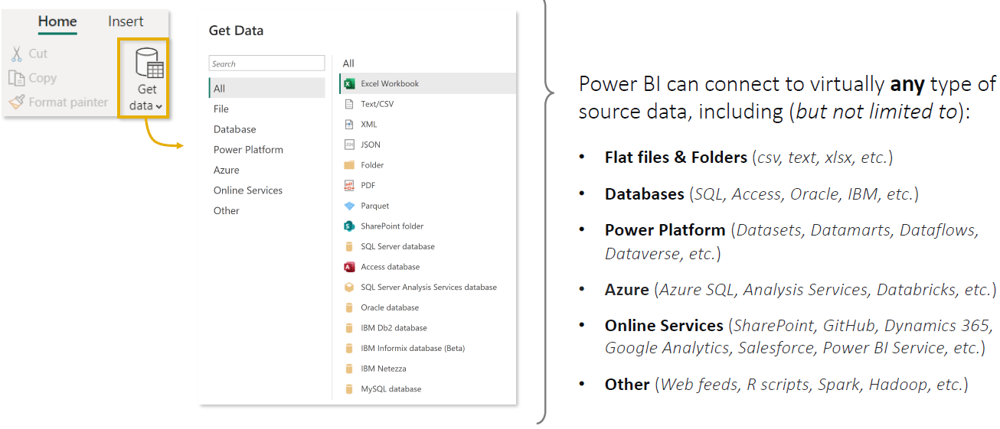 Home Insert
Cut
Copy
Format painter
Get
data
Get Data
Search
All
File
Database
Power Platform
Azure
Online Services
Other
All
Excel Workbook
Text/CSV
XML
JSON
Folder
PDF
Parquet
SharePoint folder
SQL Server database
Access database
SQL Server Analysis Services database
Oracle database
IBM Db2 database
IBM Informix database (Beta)
IBM Netezza
MySQL database
Power BI can connect to virtually any type of
source data, including (but not limited to):
• Flat files & Folders (csv, text, xlsx, etc.)
• Databases (SQL, Access, Oracle, IBM, etc.)
• Power Platform (Datasets, Datamarts, Dataflows,
Dataverse, etc.)
• Azure (Azure SQL, Analysis Services, Databricks, etc.)
• Online Services (SharePoint, GitHub, Dynamics 365,
Google Analytics, Salesforce, Power BI Service, etc.)
• Other (Web feeds, R scripts, Spark, Hadoop, etc.)